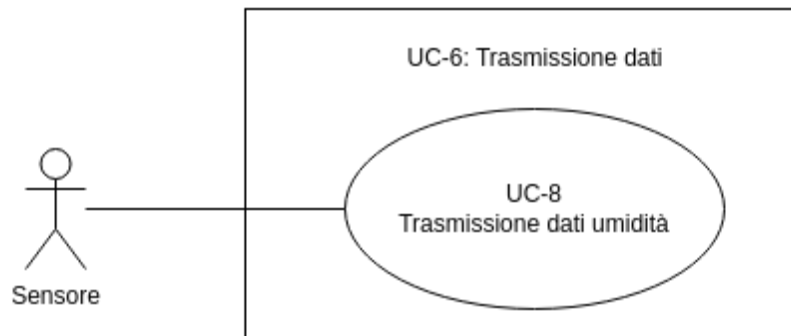 UC-6: Trasmissione dati
UC-8
Trasmissione dati umidità
Sensore